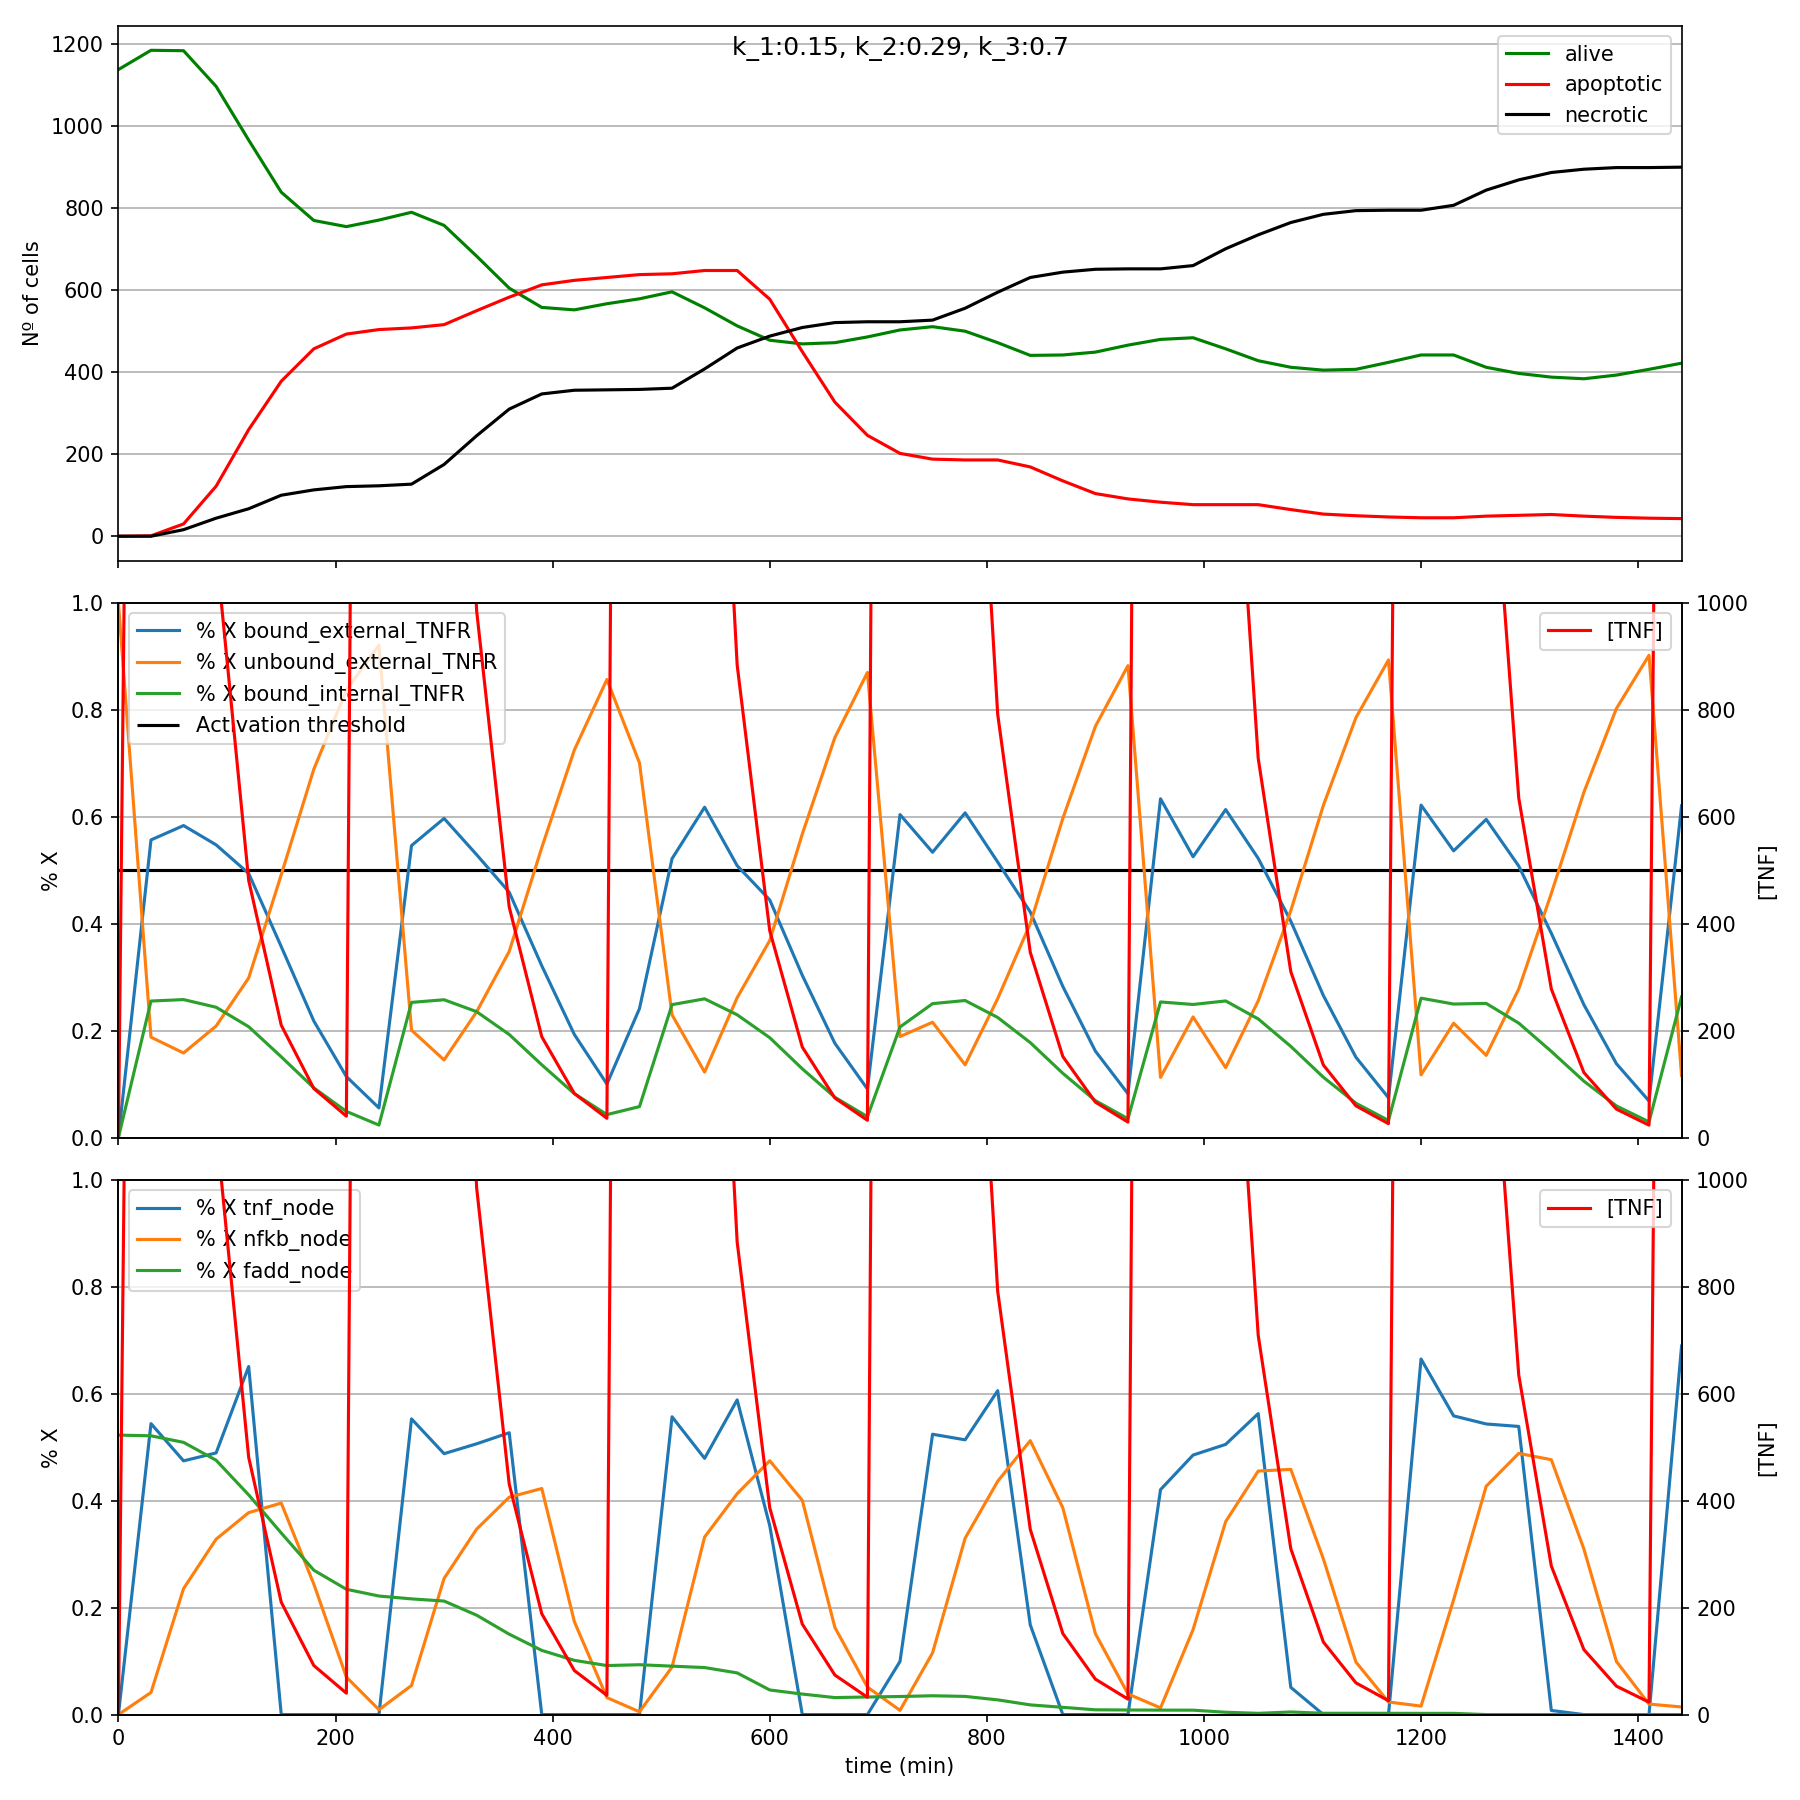 k_1:0.15, k_2:0.29, k_3:0.7
alive
apoptotic
necrotic
1200
1000
800
600
400
200
0
Nº of cells
% X bound_external_TNFR
% X unbound_external_TNFR
% X bound_internal_TNFR
Activation threshold
[TNF]
1.0
0.8
0.6
0.4
0.2
0.0
% X
1000
800
600
400
200
0
[TNF]
% X tnf_node
% X nfkb_node
% X fadd_node
[TNF]
1.0
0.8
0.6
0.4
0.2
0.0
% X
1000
800
600
400
200
0
[TNF]
0 200 400 600 800 1000 1200 1400
time (min)